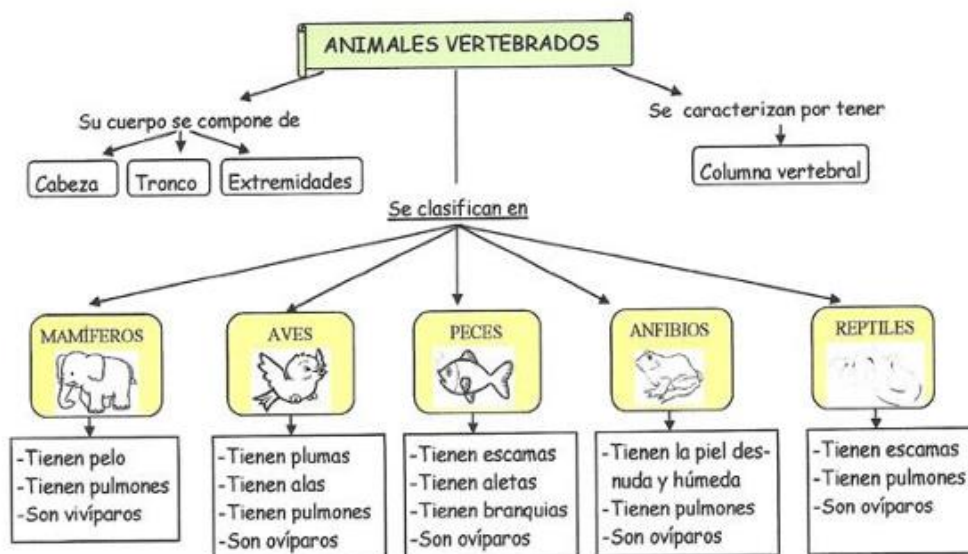 ANIMALES VERTEBRADOS
Su cuerpo se compone de
Cabeza
Tronco
Extremidades
Se caracterizan por tener
Columna vertebral
Se clasifican en
MAMÍFEROS
-Tienen pelo
-Tienen pulmones
-Son vivíparos
AVES
-Tienen plumas
-Tienen alas
-Tienen pulmones
-Son ovíparos
PECES
-Tienen escamas
-Tienen aletas
-Tienen branquias
-Son ovíparos
ANFIBIOS
-Tienen la piel des-
nuda y húmeda
-Tienen pulmones
-Son ovíparos
REPTILES
-Tienen escamas
-Tienen pulmones
-Son ovíparos